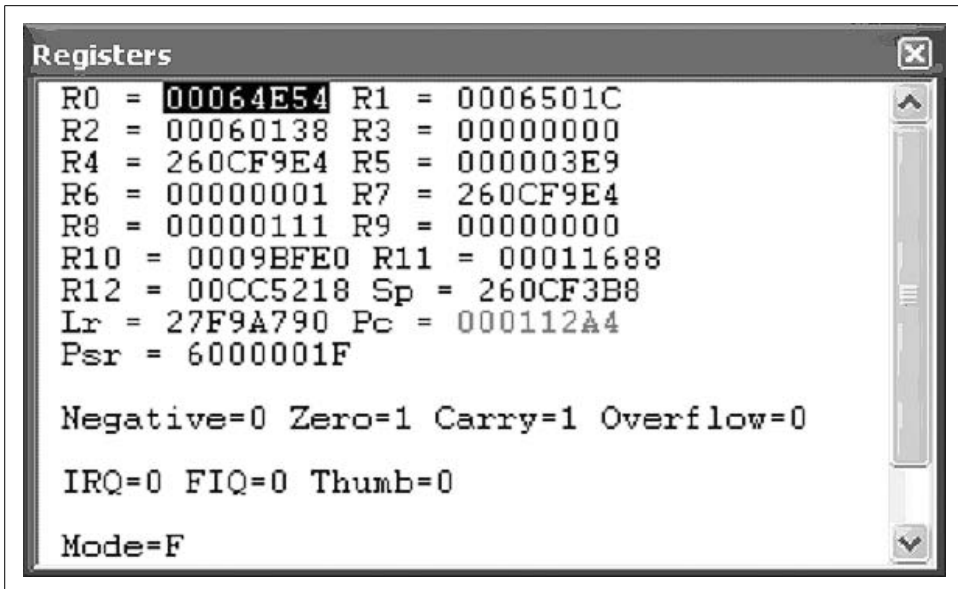 Registers
R0 = 00064E54 R1 = 0006501C
R2 = 00060138 R3 = 00000000
R4 = 260CF9E4 R5 = 000003E9
R6 = 00000001 R7 = 260CF9E4
R8 = 00000111 R9 = 00000000
R10 = 0009BFE0 R11 = 00011688
R12 = 00CC5218 Sp = 260CF3B8
Lr = 27F9A790 Pc = 000112A4
Psr = 6000001F
Negative=0 Zero=1 Carry=1 Overflow=0
IRQ=0 FIQ=0 Thumb=0
Mode=F